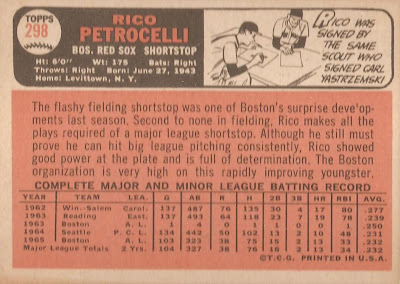 TOPPS
298
RICO
PETROCELLI
BOS. RED SOX SHORTSTOP
Ht: 6'0" Wt: 175 Bats: Right
Throws: Right Born: June 27, 1943
Home: Levittown, N. Y.
RICO WAS
SIGNED BY
THE SAME
SCOUT WHO
SIGNED CARL
YASTRZEMSKI
The flashy fielding shortstop was one of Boston's surprise deve'op-
ments last season. Second to none in fielding, Rico makes all the
plays required of a major league shortstop. Although he still must
prove he can hit big league pitching consistently, Rico showed
good power at the plate and is full of determination. The Boston
organization is very high on this rapidly improving youngster.
COMPLETE MAJOR AND MINOR LEAGUE BATTING RECORD
YEAR TEAM LEA. G AB R H 2B 3B HR RBI AVG.
1962 Win.-Salem Carol. 137 487 76 135 30 4 17 80 .277
1963 Reading East. 137 493 64 118 23 7 19 78 .239
1963 Boston A. L. 1 4 0 1 1 0 0 1 .250
1964 Seattle P. C. L. 134 442 50 102 13 2 10 48 .231
1965 Boston A. L. 103 323 38 75 15 2 13 33 .232
Major League Totals 2 Yrs. 104 327 38 76 16 2 13 34 .232
©T.C.G. PRINTED IN U.S.A.